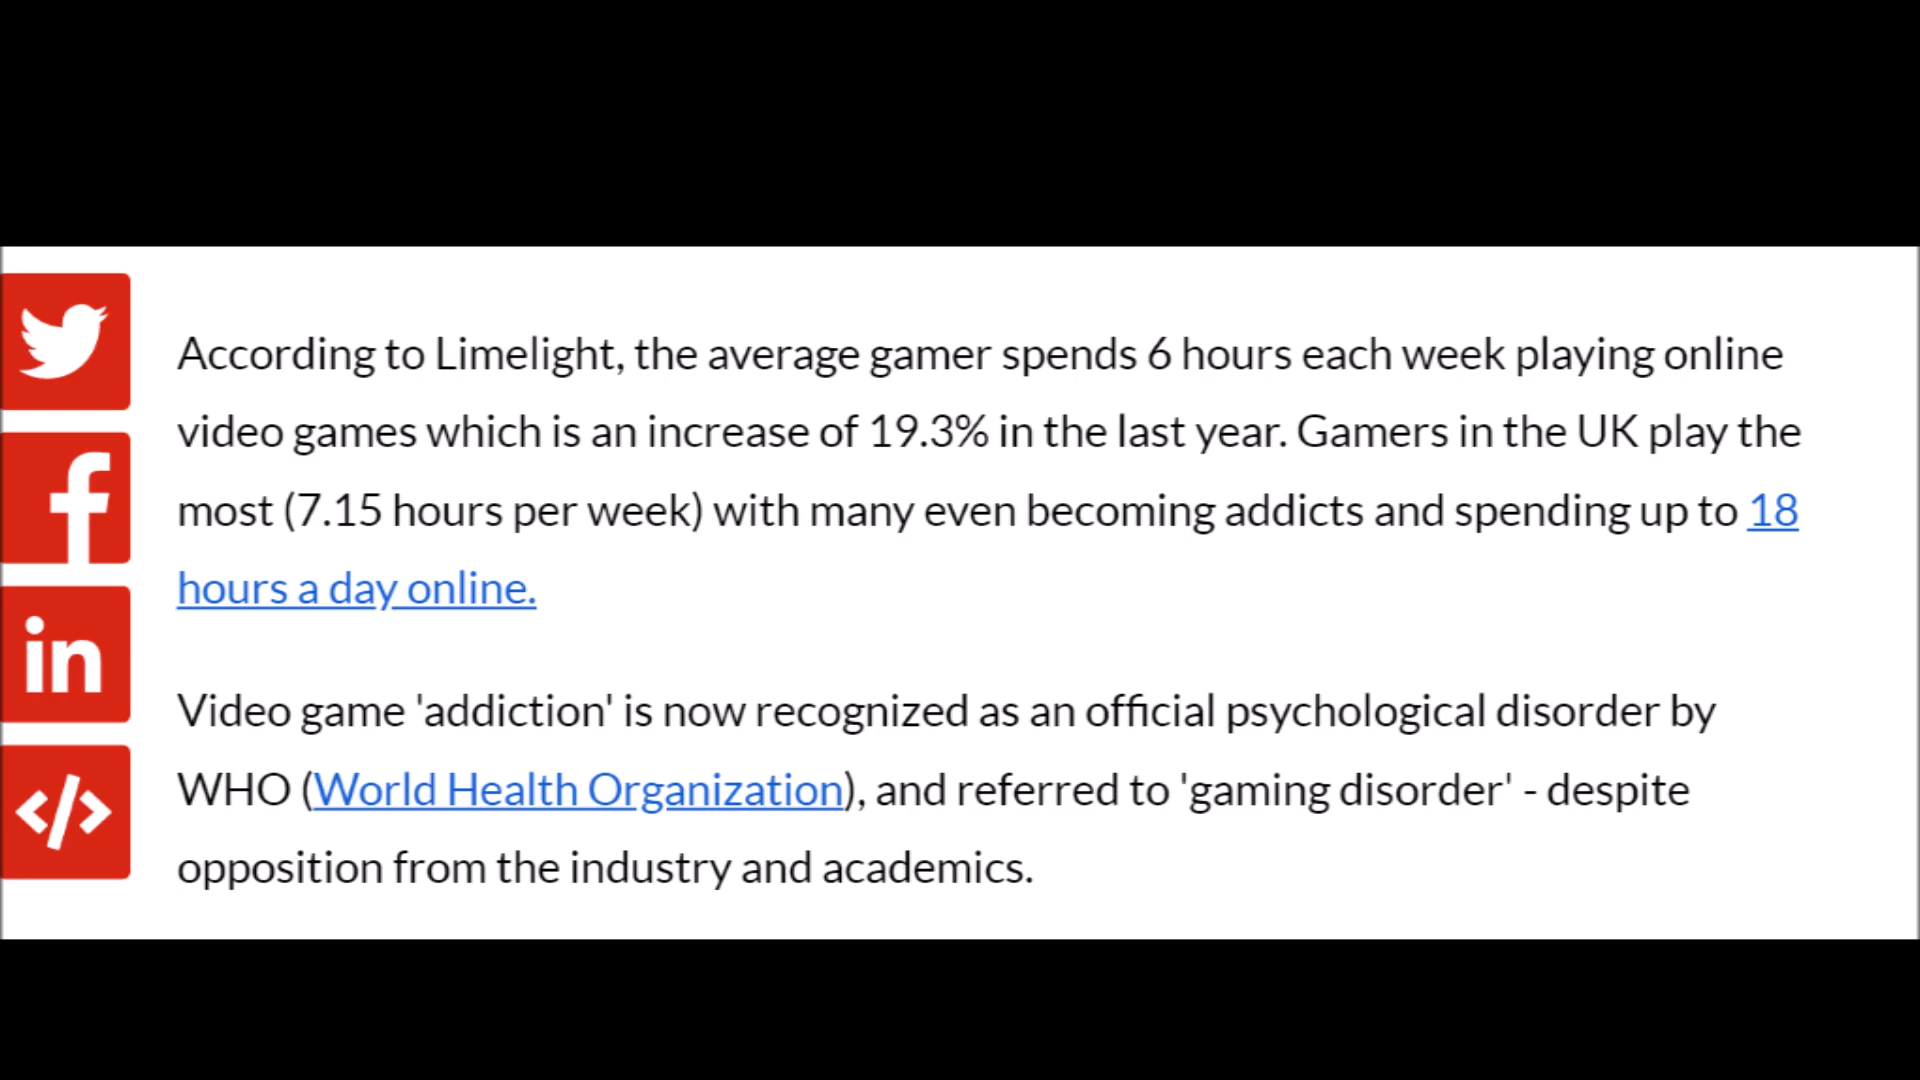 According to Limelight, the average gamer spends 6 hours each week playing online
video games which is an increase of 19.3% in the last year. Gamers in the UK play the
most (7.15 hours per week) with many even becoming addicts and spending up to 18
hours a day online.
Video game 'addiction' is now recognized as an official psychological disorder by
WHO (World Health Organization), and referred to 'gaming disorder' - despite
opposition from the industry and academics.